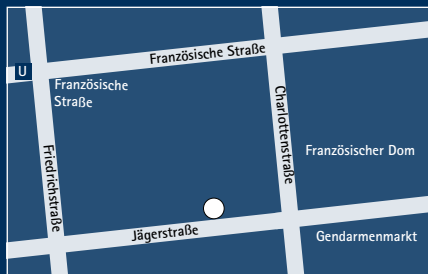 Französische Straße
U
Französische
Straße
Friedrichstraße
Charlottenstraße
Französischer Dom
Jägerstraße
Gendarmenmarkt